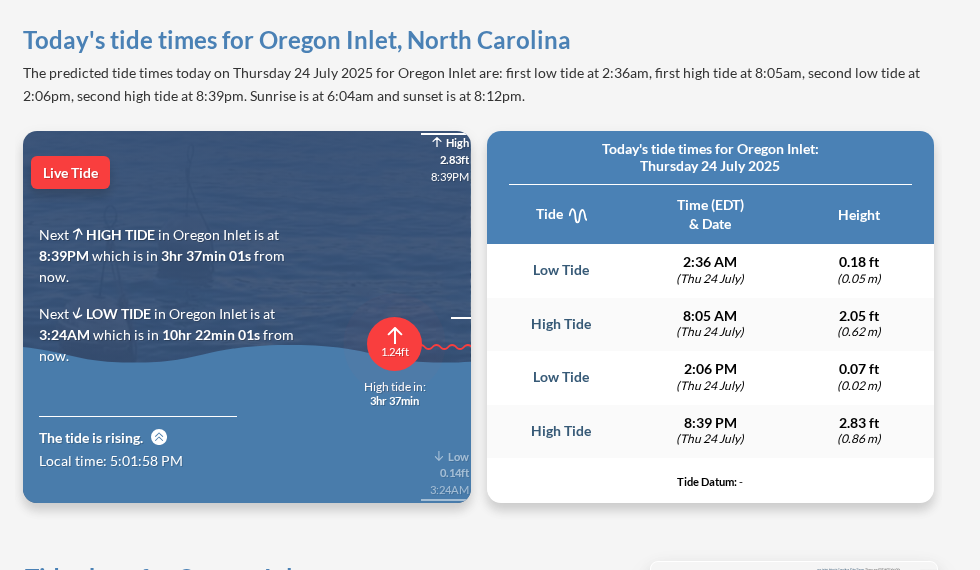 Today's tide times for Oregon Inlet, North Carolina
The predicted tide times today on Thursday 24 July 2025 for Oregon Inlet are: first low tide at 2:36am, first high tide at 8:05am, second low tide at
2:06pm, second high tide at 8:39pm. Sunrise is at 6:04am and sunset is at 8:12pm.
Live Tide
↑ High
2.83ft
8:39PM
Next ↑ HIGH TIDE in Oregon Inlet is at
8:39PM which is in 3hr 37min 01s from
now.
Next ↓ LOW TIDE in Oregon Inlet is at
3:24AM which is in 10hr 22min 01s from
now.
↑
1.24ft
High tide in:
3hr 37min
The tide is rising.
Local time: 5:01:58 PM
↓ Low
0.14ft
3:24AM
Today's tide times for Oregon Inlet:
Thursday 24 July 2025
Tide
Time (EDT)
& Date
Height
Low Tide
2:36 AM
(Thu 24 July)
0.18 ft
(0.05 m)
High Tide
8:05 AM
(Thu 24 July)
2.05 ft
(0.62 m)
Low Tide
2:06 PM
(Thu 24 July)
0.07 ft
(0.02 m)
High Tide
8:39 PM
(Thu 24 July)
2.83 ft
(0.86 m)
Tide Datum: -